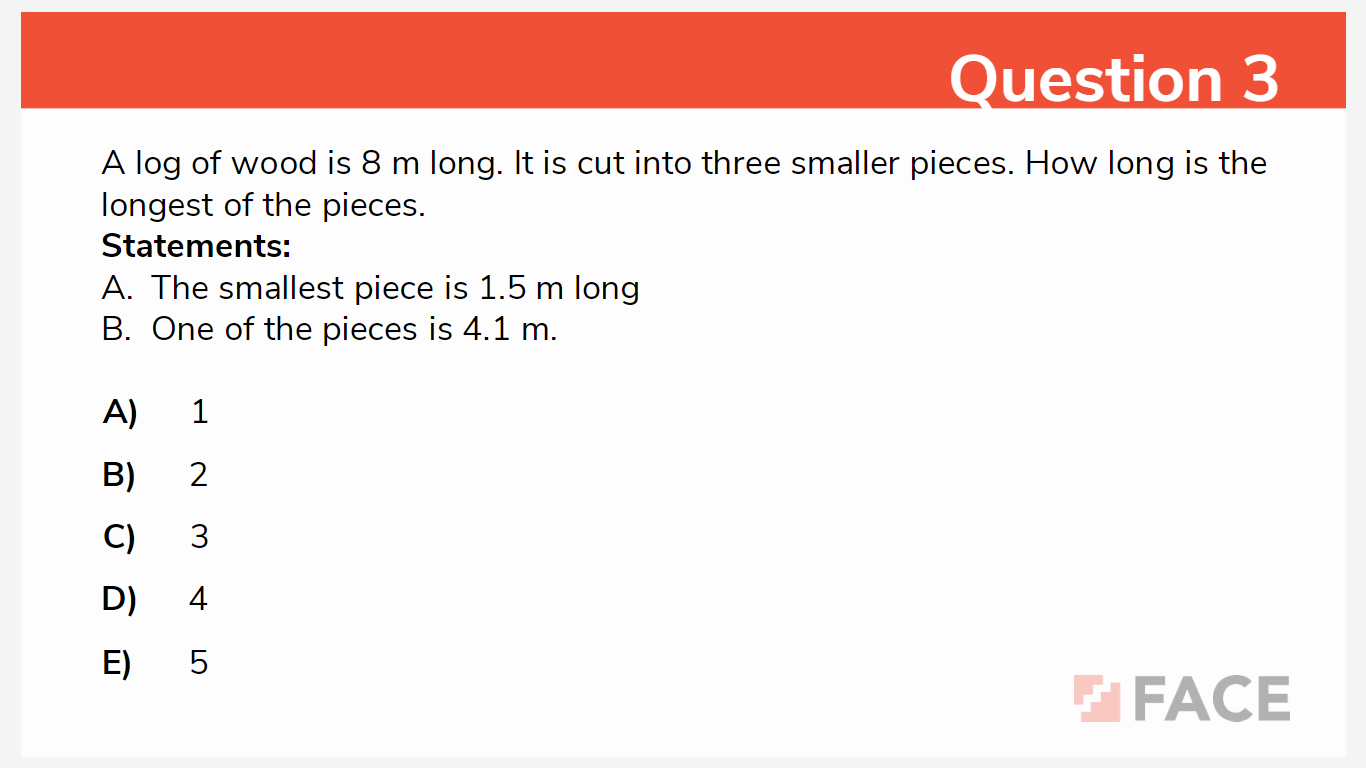 Question 3
A log of wood is 8 m long. It is cut into three smaller pieces. How long is the
longest of the pieces.
Statements:
A. The smallest piece is 1.5 m long
B. One of the pieces is 4.1 m.
A) 1
B) 2
C) 3
D) 4
E) 5
FACE